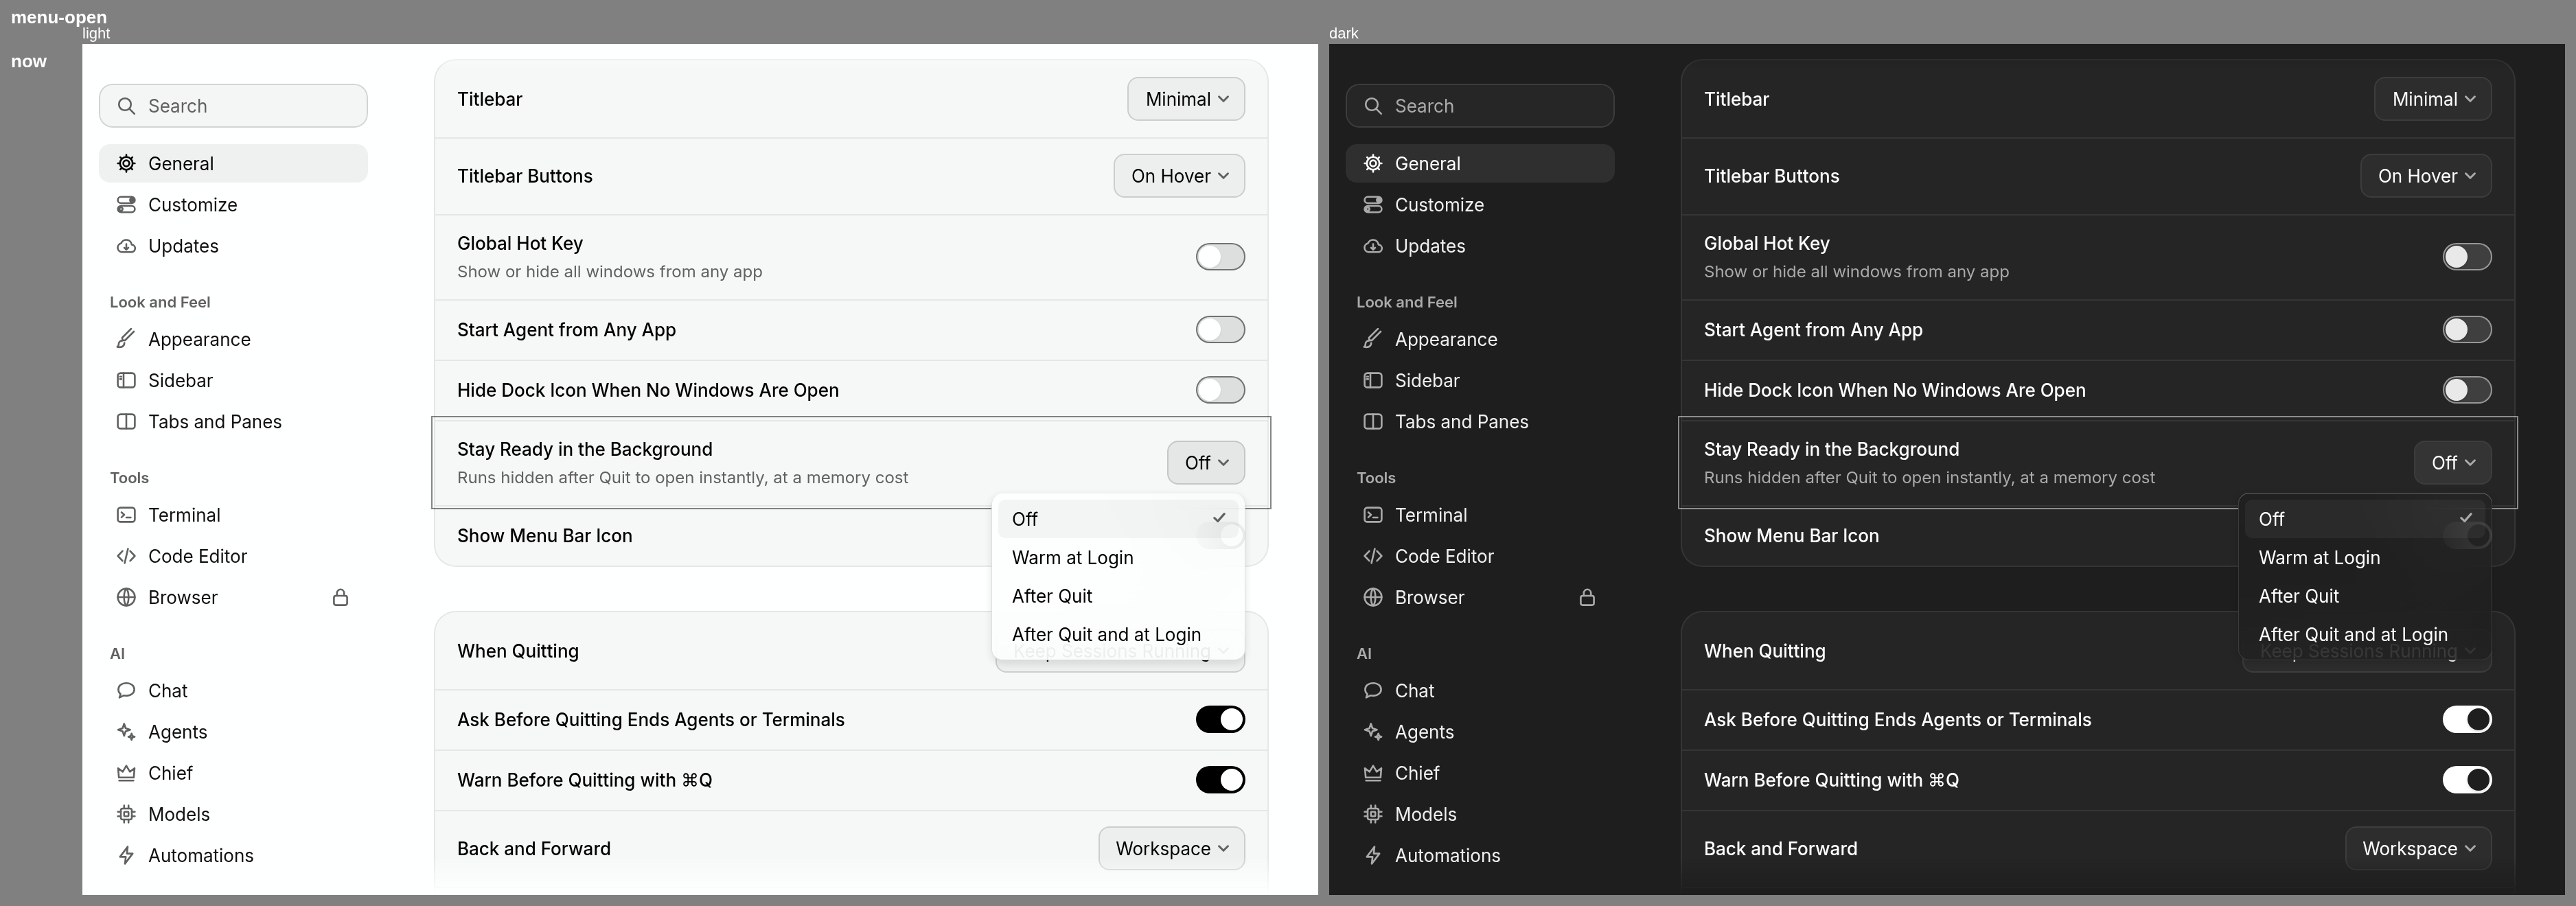 menu-open
light
dark
now
Search
General
Customize
Updates
Look and Feel
Appearance
Sidebar
Tabs and Panes
Tools
Terminal
Code Editor
Browser
AI
Chat
Agents
Chief
Models
Automations
Titlebar
Minimal
Titlebar Buttons
On Hover
Global Hot Key
Show or hide all windows from any app
Start Agent from Any App
Hide Dock Icon When No Windows Are Open
Stay Ready in the Background
Runs hidden after Quit to open instantly, at a memory cost
Off
Show Menu Bar Icon
Off
Warm at Login
After Quit
After Quit and at Login
When Quitting
Keep Sessions Running
Ask Before Quitting Ends Agents or Terminals
Warn Before Quitting with ⌘Q
Back and Forward
Workspace
Search
General
Customize
Updates
Look and Feel
Appearance
Sidebar
Tabs and Panes
Tools
Terminal
Code Editor
Browser
AI
Chat
Agents
Chief
Models
Automations
Titlebar
Minimal
Titlebar Buttons
On Hover
Global Hot Key
Show or hide all windows from any app
Start Agent from Any App
Hide Dock Icon When No Windows Are Open
Stay Ready in the Background
Runs hidden after Quit to open instantly, at a memory cost
Off
Show Menu Bar Icon
Off
Warm at Login
After Quit
After Quit and at Login
When Quitting
Keep Sessions Running
Ask Before Quitting Ends Agents or Terminals
Warn Before Quitting with ⌘Q
Back and Forward
Workspace